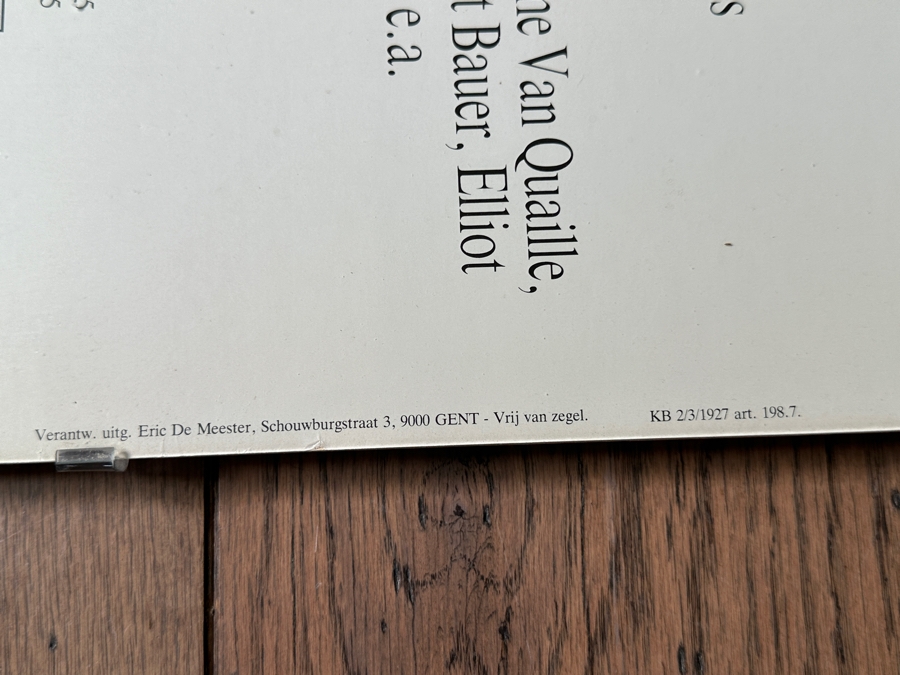 ne Van Quaille,
t Bauer, Elliot
e.a.
Verantw. uitg. Eric De Meester, Schouwburgstraat 3, 9000 GENT - Vrij van zegel. KB 2/3/1927 art. 198.7.